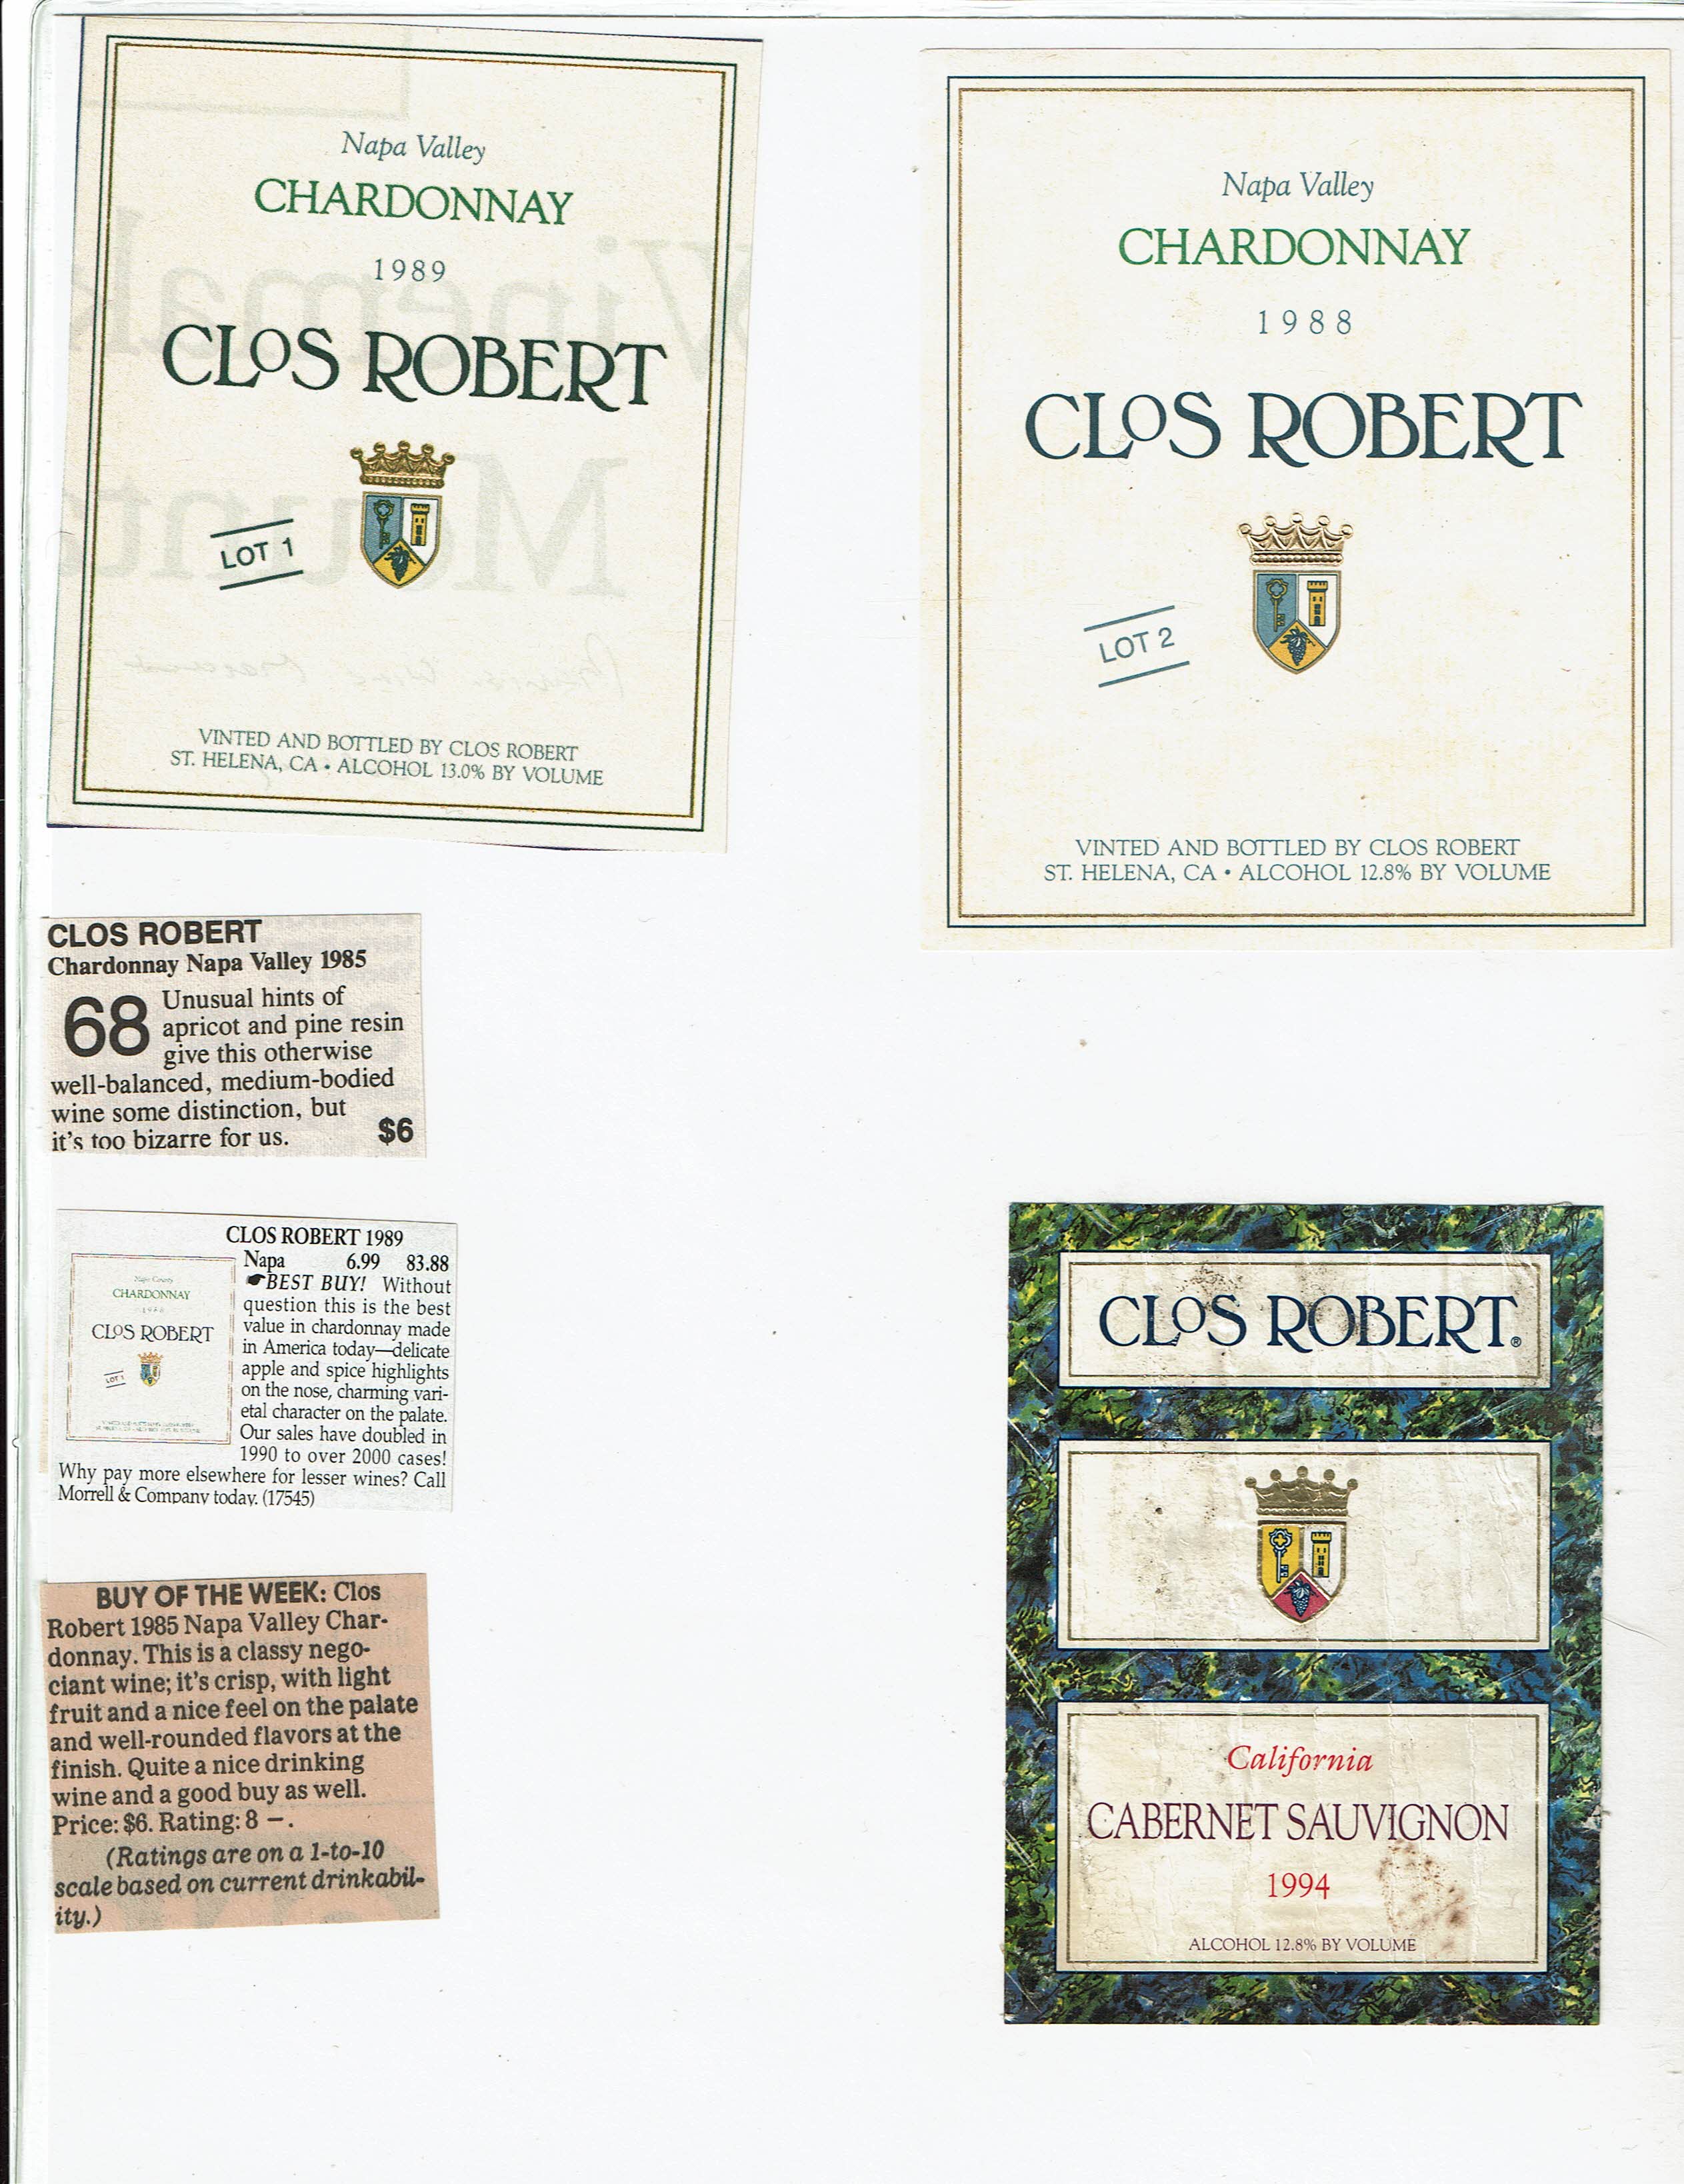 Napa Valley
CHARDONNAY
1989
CLOS ROBERT
LOT 1
VINTED AND BOTTLED BY CLOS ROBERT
ST. HELENA, CA • ALCOHOL 13.0% BY VOLUME
Napa Valley
CHARDONNAY
1988
CLOS ROBERT
LOT 2
VINTED AND BOTTLED BY CLOS ROBERT
ST. HELENA, CA • ALCOHOL 12.8% BY VOLUME
CLOS ROBERT
Chardonnay Napa Valley 1985
68 Unusual hints of
apricot and pine resin
give this otherwise
well-balanced, medium-bodied
wine some distinction, but
it's too bizarre for us. $6
CLOS ROBERT 1989
Napa 6.99 83.88
BEST BUY! Without
question this is the best
value in chardonnay made
in America today—delicate
apple and spice highlights
on the nose, charming vari-
etal character on the palate.
Our sales have doubled in
1990 to over 2000 cases!
Why pay more elsewhere for lesser wines? Call
Morrell & Company today. (17545)
CHARDONNAY
CLOS ROBERT
LOT 1
BUY OF THE WEEK: Clos
Robert 1985 Napa Valley Char-
donnay. This is a classy nego-
ciant wine; it's crisp, with light
fruit and a nice feel on the palate
and well-rounded flavors at the
finish. Quite a nice drinking
wine and a good buy as well.
Price: $6. Rating: 8 –.
(Ratings are on a 1-to-10
scale based on current drinkabil-
ity.)
CLOS ROBERT®
California
CABERNET SAUVIGNON
1994
ALCOHOL 12.8% BY VOLUME